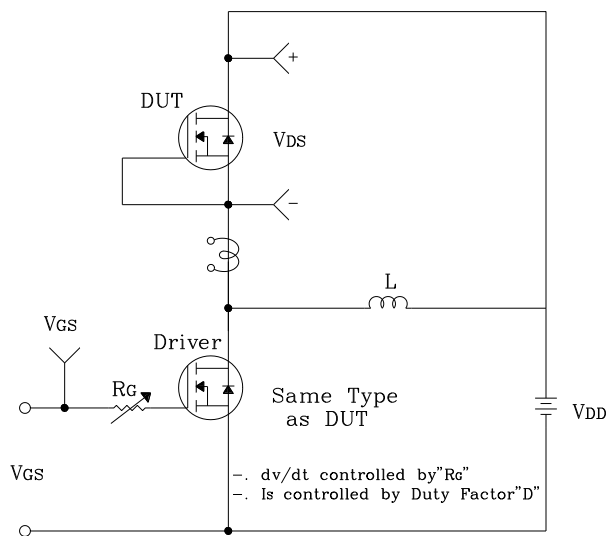 +
DUT
VDS
-
L
VGS
Driver
RG
Same Type
as DUT
VDD
VGS
-. dv/dt controlled by"RG"
-. Is controlled by Duty Factor"D"